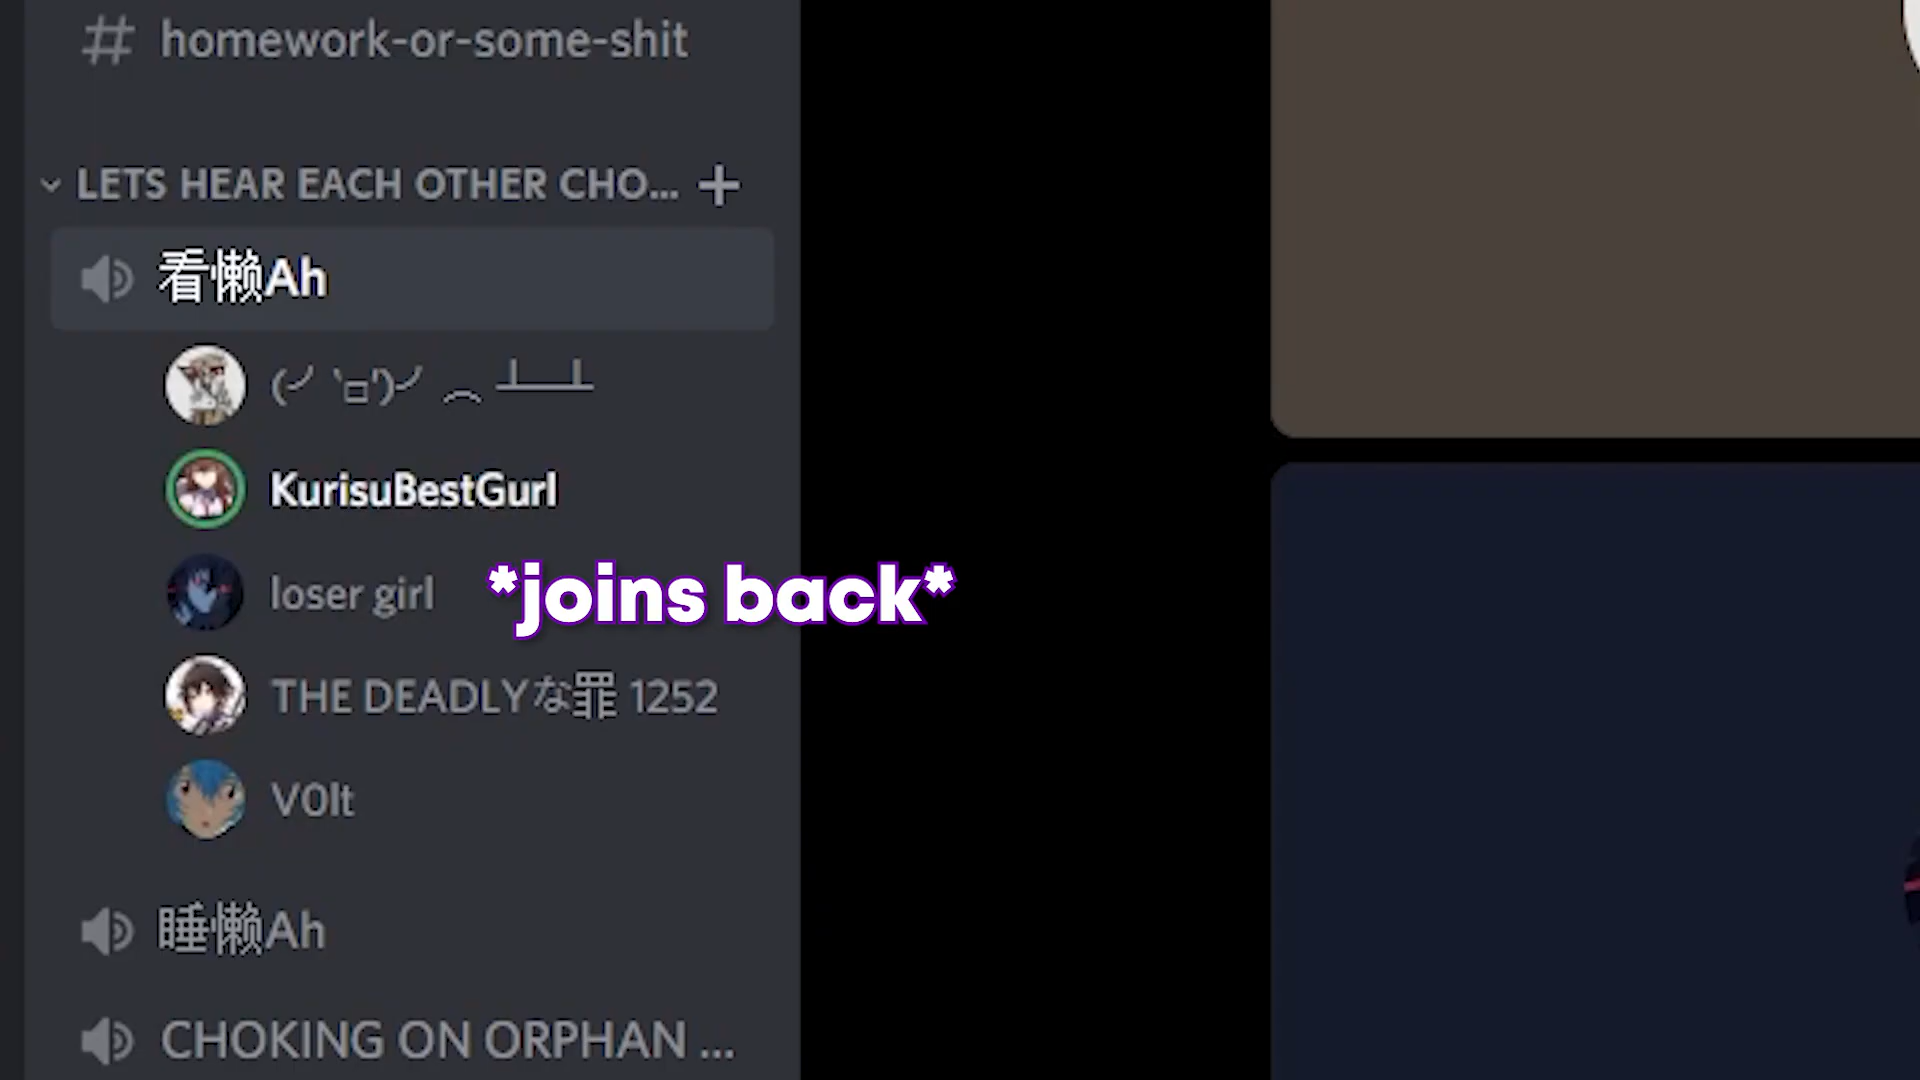 # homework-or-some-shit
LETS HEAR EACH OTHER CHO... +
看懒Ah
(╯‵□′)╯︵┴─┴
KurisuBestGurl
loser girl
*joins back*
THE DEADLYな罪 1252
V0lt
睡懒Ah
CHOKING ON ORPHAN ...